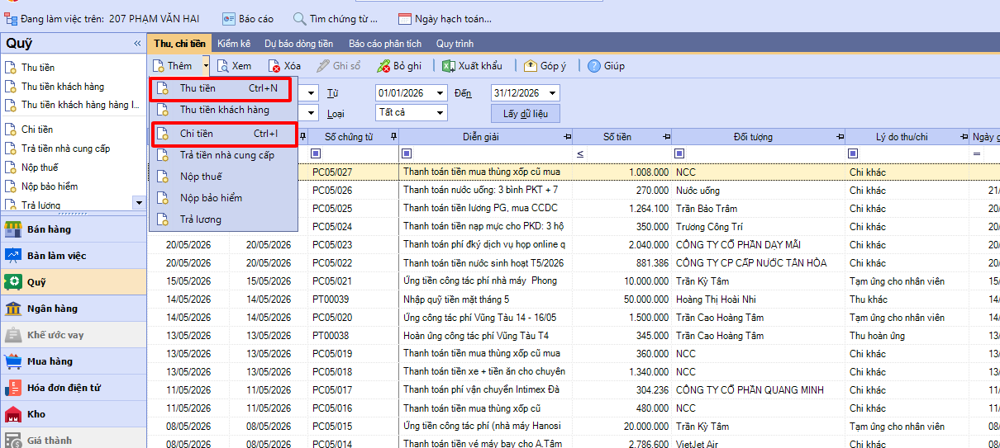 Đang làm việc trên: 207 PHẠM VĂN HAI Báo cáo Tìm chứng từ ... Ngày hạch toán...
Quỹ « Thu, chi tiền Kiểm kê Dự báo dòng tiền Báo cáo phân tích Quy trình
Thu tiền
Thu tiền khách hàng
Thu tiền khách hàng hàng l...
Chi tiền
Trả tiền nhà cung cấp
Nộp thuế
Nộp bảo hiểm
Trả lương
Bán hàng
Bàn làm việc
Quỹ
Ngân hàng
Khế ước vay
Mua hàng
Hóa đơn điện tử
Kho
Giá thành
Thêm Xem Xóa Ghi sổ Bỏ ghi Xuất khẩu Góp ý Giúp
Thu tiền Ctrl+N
Thu tiền khách hàng
Chi tiền Ctrl+I
Trả tiền nhà cung cấp
Nộp thuế
Nộp bảo hiểm
Trả lương
Từ 01/01/2026 Đến 31/12/2026
Loại Tất cả Lấy dữ liệu
Số chứng từ Diễn giải Số tiền Đối tượng Lý do thu/chi Ngày g
≤ =
PC05/027 Thanh toán tiền mua thùng xốp cũ mua 1.008.000 NCC Chi khác
PC05/026 Thanh toán nước uống: 3 bình PKT + 7 270.000 Nước uống Chi khác 21/
PC05/025 Thanh toán tiền lương PG, mua CCDC 1.264.100 Trần Bảo Trâm Chi khác 20/
PC05/024 Thanh toán tiền nạp mực cho PKD: 3 hộ 350.000 Trương Công Trí Chi khác 20/
20/05/2026 20/05/2026 PC05/023 Thanh toán phí đký dịch vụ họp online q 2.040.000 CÔNG TY CỔ PHẦN DẠY MÃI Chi khác 20/
20/05/2026 20/05/2026 PC05/022 Thanh toán tiền nước sinh hoạt T5/2026 881.386 CÔNG TY CP CẤP NƯỚC TÂN HÒA Chi khác 20/
15/05/2026 15/05/2026 PC05/021 Ứng tiền công tác phí nhà máy Phong 10.000.000 Trần Kỳ Tâm Tạm ứng cho nhân viên 15/
14/05/2026 14/05/2026 PT00039 Nhập quỹ tiền mặt tháng 5 50.000.000 Hoàng Thị Hoài Nhi Thu khác 14/
14/05/2026 14/05/2026 PC05/020 Ứng công tác phí Vũng Tàu 14 - 16/05 1.500.000 Trần Cao Hoàng Tâm Tạm ứng cho nhân viên 14/
13/05/2026 13/05/2026 PT00038 Hoàn ứng công tác phí Vũng Tàu T4 345.000 Trần Cao Hoàng Tâm Thu hoàn ứng 13/
13/05/2026 13/05/2026 PC05/019 Thanh toán tiền mua thùng xốp cũ mua 360.000 NCC Chi khác 13/
13/05/2026 13/05/2026 PC05/018 Thanh toán tiền xe + tiền ăn cho chuyên 1.340.000 NCC Chi khác 13/
11/05/2026 11/05/2026 PC05/017 Thanh toán phí vận chuyển Intimex Đà 304.236 CÔNG TY CỔ PHẦN QUANG MINH Chi khác 11/
11/05/2026 11/05/2026 PC05/016 Thanh toán tiền mua thùng xốp cũ 480.000 NCC Chi khác 11/
08/05/2026 08/05/2026 PC05/015 Ứng tiền công tác phí (nhà máy Hanosi 20.000.000 Trần Kỳ Tâm Tạm ứng cho nhân viên 08/
08/05/2026 08/05/2026 PC05/014 Thanh toán tiền vé máy bay cho A.Tâm 2.786.600 VietJet Air Chi khác 08/